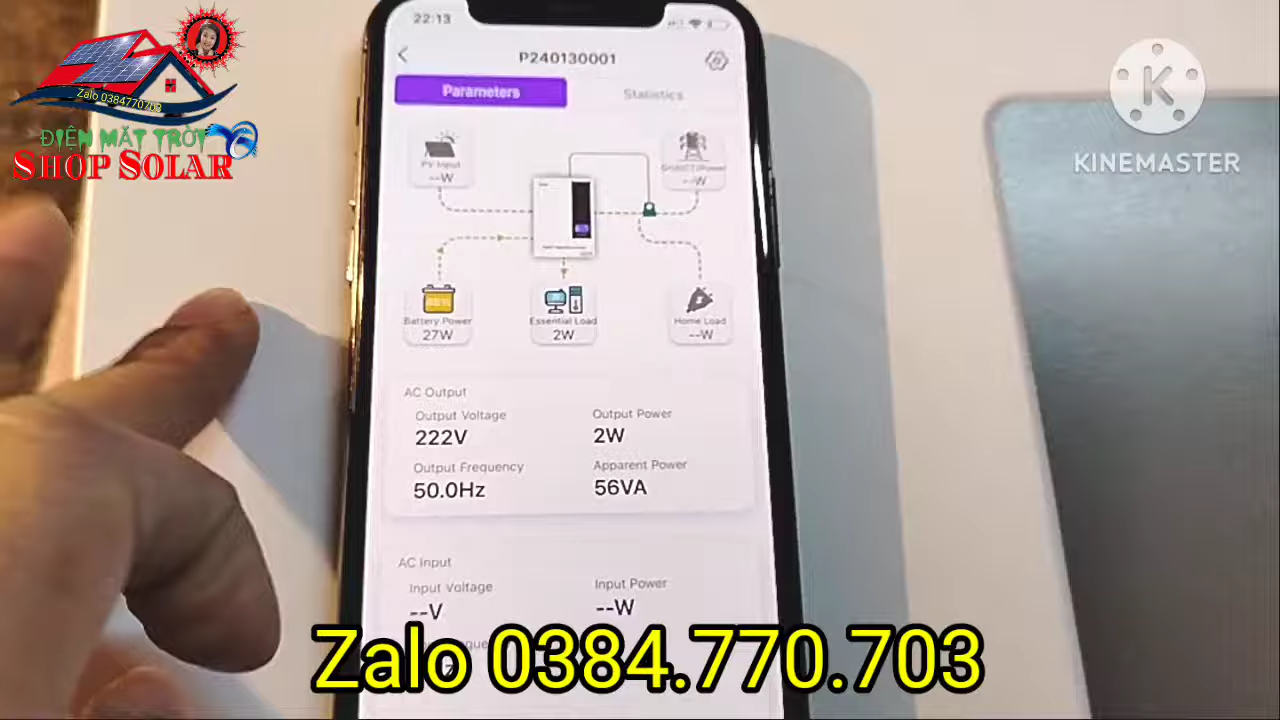 22:13
P240130001
Parameters
Statistics
Zalo 0384770703
ĐIỆN MẶT TRỜI
SHOP SOLAR
K
KINEMASTER
PV Input
--W
--W
Battery Power
27W
Essential Load
2W
Home Load
--W
AC Output
Output Voltage
Output Power
222V
2W
Output Frequency
Apparent Power
50.0Hz
56VA
AC Input
Input Voltage
Input Power
--V
--W
Zalo 0384.770.703